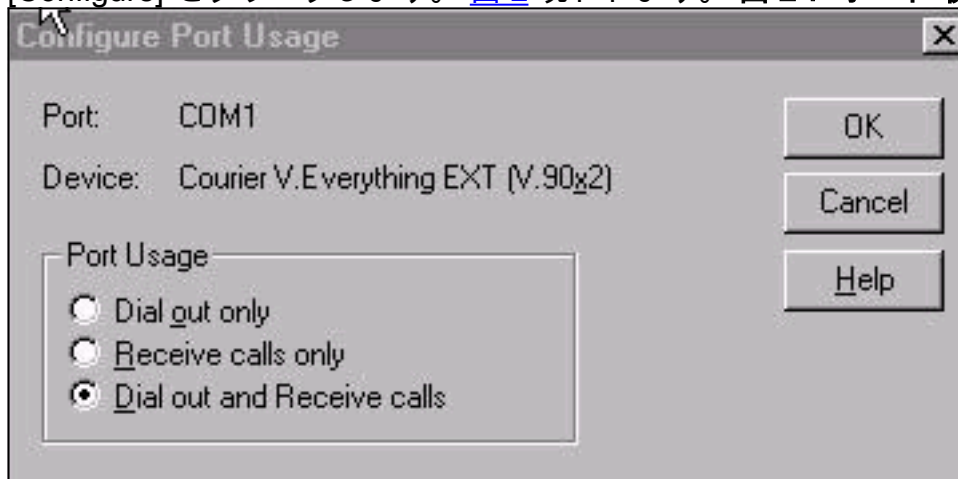 [Configure]
Configure Port Usage
Port: COM1
OK
Device: Courier V.Everything EXT (V.90x2)
Cancel
Port Usage
Help
Dial out only
Receive calls only
Dial out and Receive calls